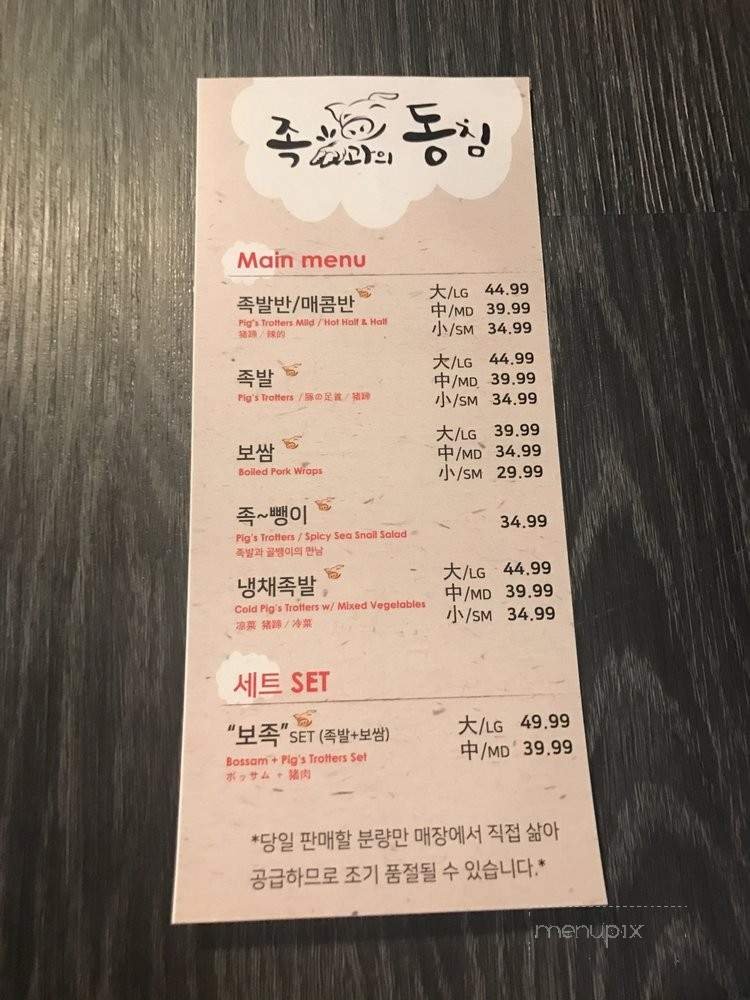 족발과의 동침
Main menu
족발반/매콤반
Pig's Trotters Mild / Hot Half & Half
猪蹄 / 辣的
大/LG 44.99
中/MD 39.99
小/SM 34.99
족발
Pig's Trotters / 豚の足首 / 猪蹄
大/LG 44.99
中/MD 39.99
小/SM 34.99
보쌈
Boiled Pork Wraps
大/LG 39.99
中/MD 34.99
小/SM 29.99
족~뺑이
Pig's Trotters / Spicy Sea Snail Salad
족발과 골뱅이의 만남
34.99
냉채족발
Cold Pig's Trotters w/ Mixed Vegetables
凉菜 猪蹄 / 冷菜
大/LG 44.99
中/MD 39.99
小/SM 34.99
세트 SET
"보족"SET (족발+보쌈)
Bossam + Pig's Trotters Set
ボッサム + 猪肉
大/LG 49.99
中/MD 39.99
*당일 판매할 분량만 매장에서 직접 삶아
공급하므로 조기 품절될 수 있습니다.*
menupix